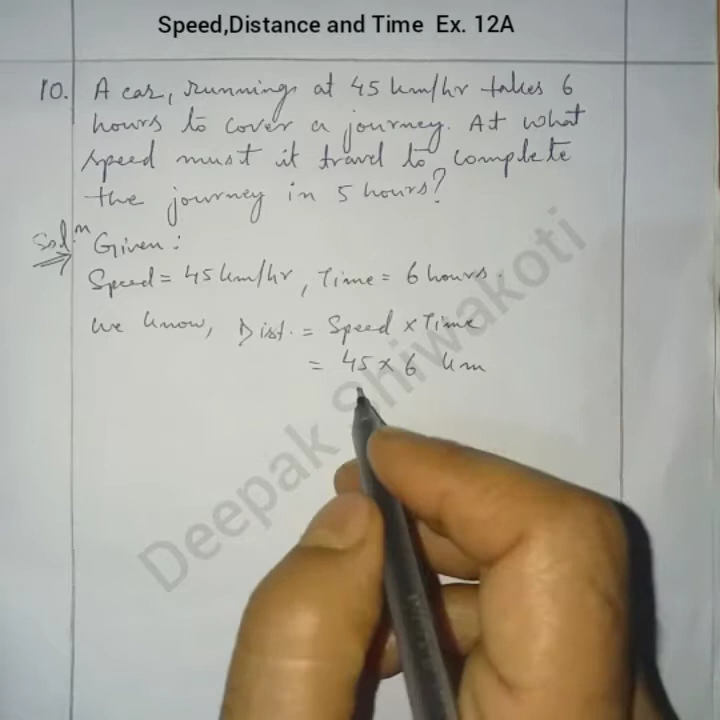 Speed,Distance and Time Ex. 12A
10. A car, running at 45 km/hr takes 6
hours to cover a journey. At what
speed must it travel to complete
the journey in 5 hours?
Sol.n Given:
Speed = 45 km/hr, Time = 6 hours.
We know, Dist. = Speed × Time
= 45 × 6 km
Deepak Shiwakoti